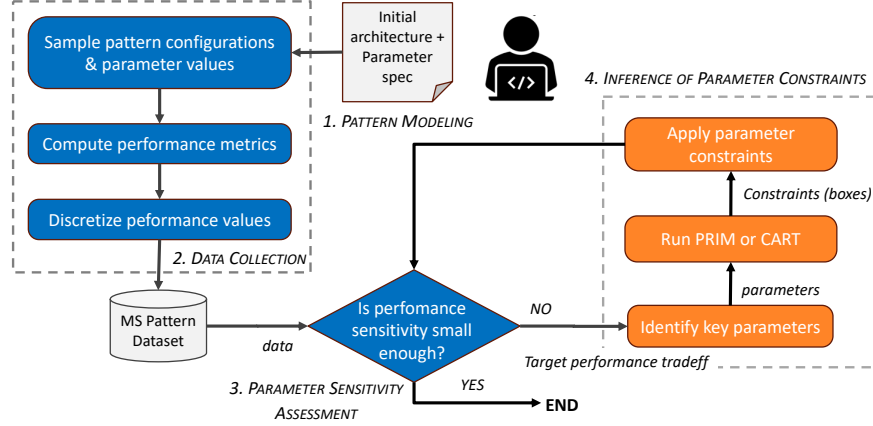 Sample pattern configurations
& parameter values
Compute performance metrics
Discretize peformance values
2. DATA COLLECTION
Initial
architecture +
Parameter
spec
</>
1. PATTERN MODELING
4. INFERENCE OF PARAMETER CONSTRAINTS
Apply parameter
constraints
Constraints (boxes)
Run PRIM or CART
parameters
Identify key parameters
Target performance tradeff
MS Pattern
Dataset
data
Is perfomance
sensitivity small
enough?
NO
YES
END
3. PARAMETER SENSITIVITY
ASSESSMENT